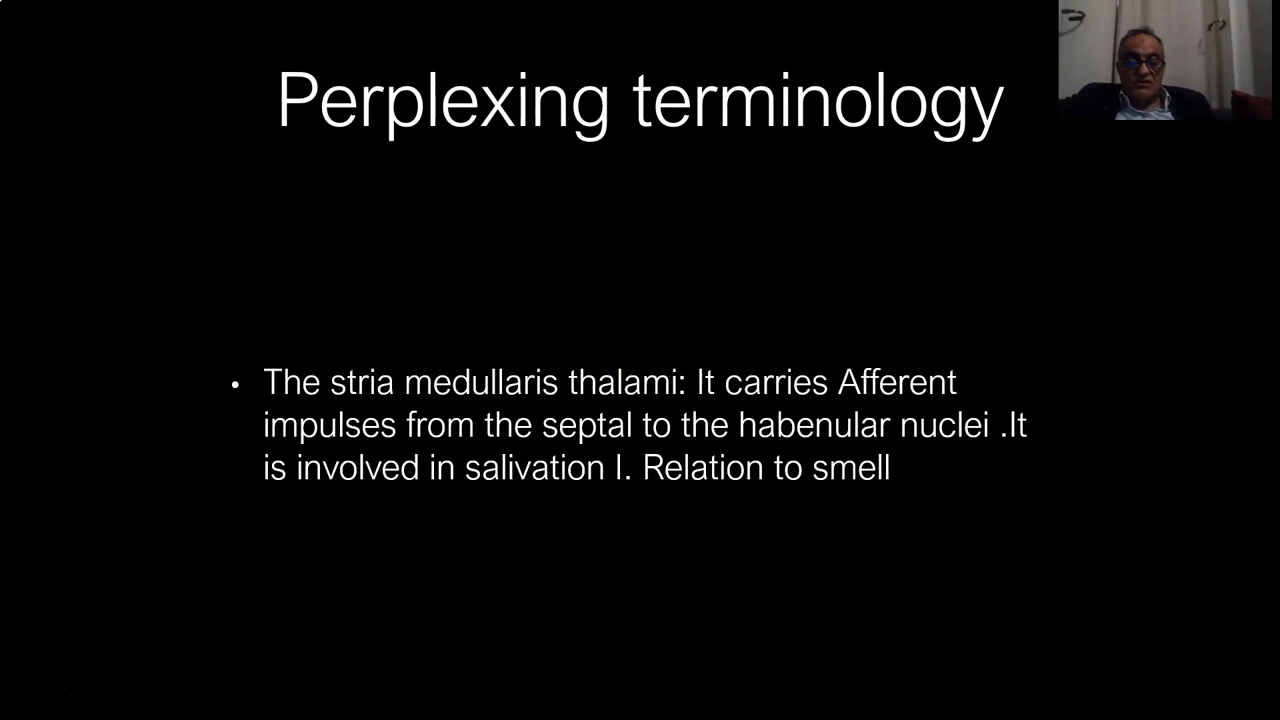 Perplexing terminology
• The stria medullaris thalami: It carries Afferent
impulses from the septal to the habenular nuclei .It
is involved in salivation I. Relation to smell